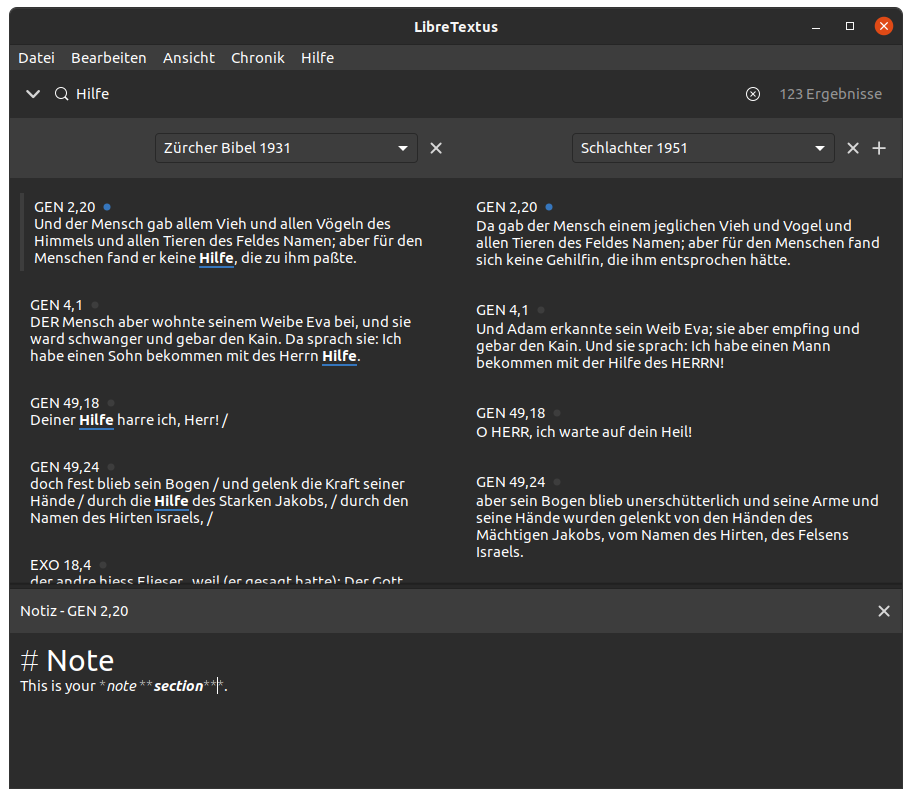 LibreTextus
Datei Bearbeiten Ansicht Chronik Hilfe
Hilfe
123 Ergebnisse
Zürcher Bibel 1931
Schlachter 1951
GEN 2,20
Und der Mensch gab allem Vieh und allen Vögeln des
Himmels und allen Tieren des Feldes Namen; aber für den
Menschen fand er keine Hilfe, die zu ihm paßte.
GEN 4,1
DER Mensch aber wohnte seinem Weibe Eva bei, und sie
ward schwanger und gebar den Kain. Da sprach sie: Ich
habe einen Sohn bekommen mit des Herrn Hilfe.
GEN 49,18
Deiner Hilfe harre ich, Herr! /
GEN 49,24
doch fest blieb sein Bogen / und gelenk die Kraft seiner
Hände / durch die Hilfe des Starken Jakobs, / durch den
Namen des Hirten Israels, /
EXO 18,4
der andre hiess Elieser, weil (er gesagt hatte): Der Gott
GEN 2,20
Da gab der Mensch einem jeglichen Vieh und Vogel und
allen Tieren des Feldes Namen; aber für den Menschen fand
sich keine Gehilfin, die ihm entsprochen hätte.
GEN 4,1
Und Adam erkannte sein Weib Eva; sie aber empfing und
gebar den Kain. Und sie sprach: Ich habe einen Mann
bekommen mit der Hilfe des HERRN!
GEN 49,18
O HERR, ich warte auf dein Heil!
GEN 49,24
aber sein Bogen blieb unerschütterlich und seine Arme und
seine Hände wurden gelenkt von den Händen des
Mächtigen Jakobs, vom Namen des Hirten, des Felsens
Israels.
Notiz - GEN 2,20
# Note
This is your *note **section***.